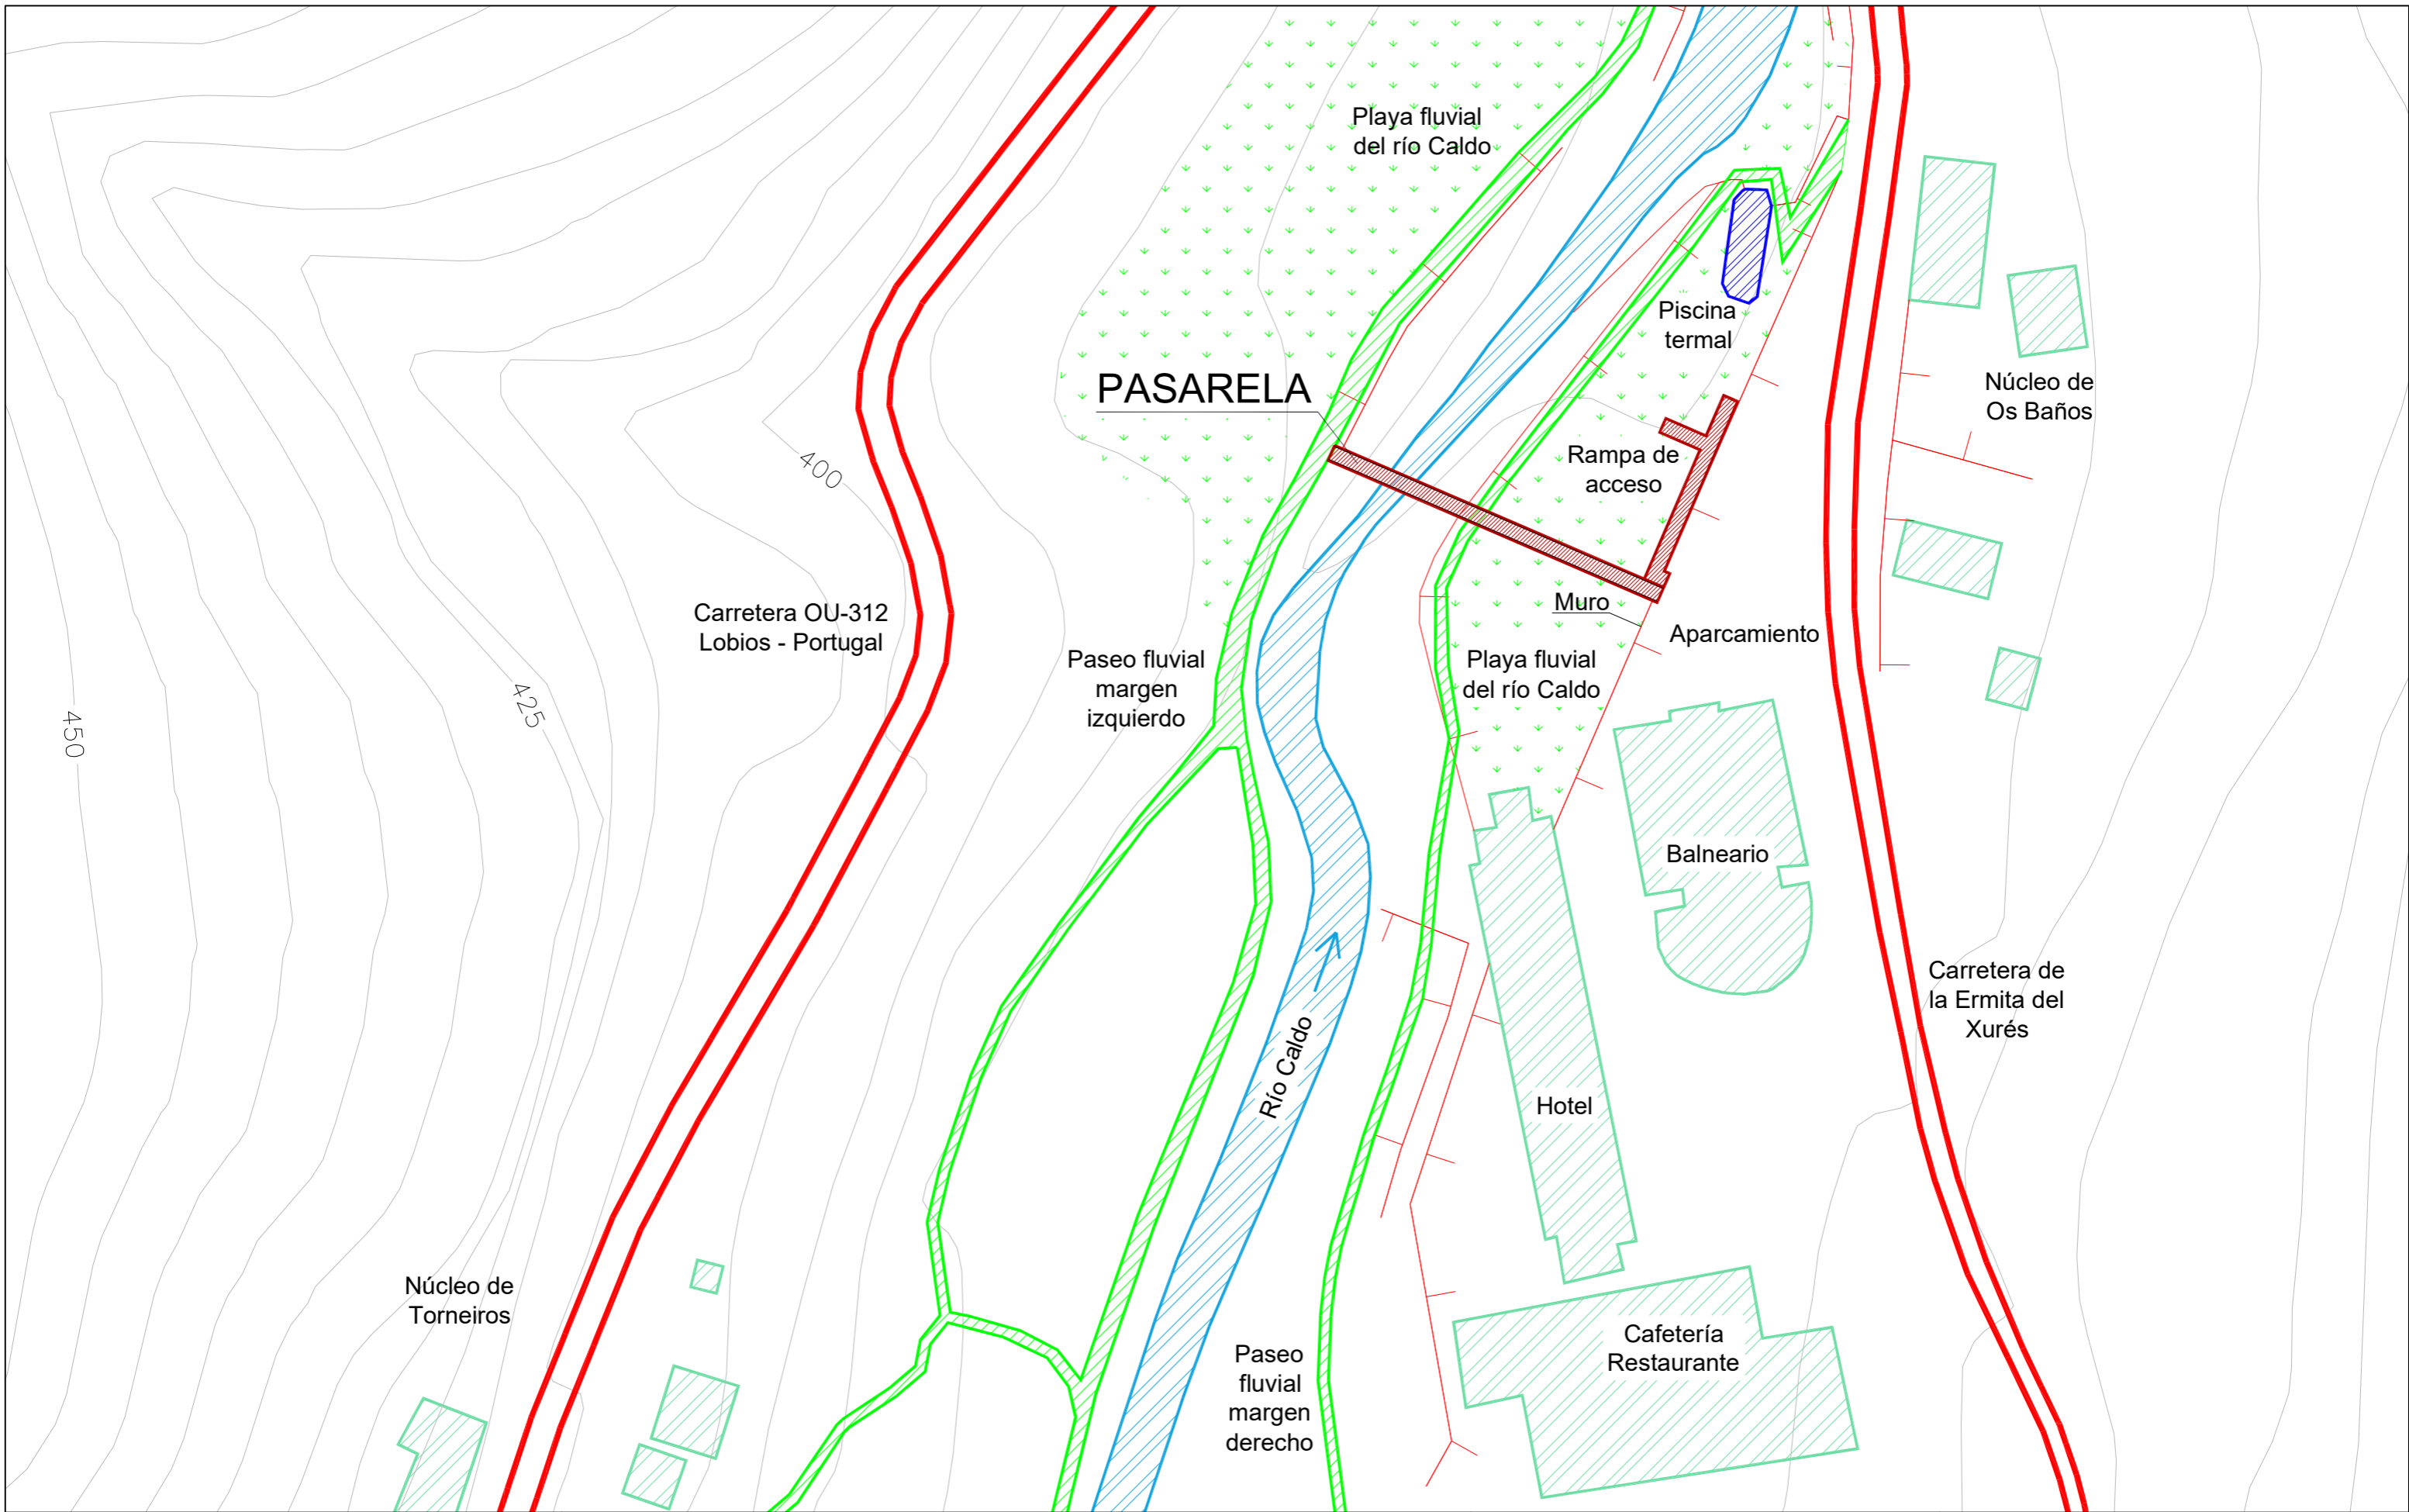 Playa fluvial
del río Caldo
Piscina
termal
PASARELA
Núcleo de
Os Baños
Rampa de
acceso
400
Carretera OU-312
Lobios - Portugal
Muro
Aparcamiento
Paseo fluvial
margen
izquierdo
Playa fluvial
del río Caldo
425
450
Balneario
Carretera de
la Ermita del
Xurés
Río Caldo
Hotel
Núcleo de
Torneiros
Cafetería
Restaurante
Paseo
fluvial
margen
derecho